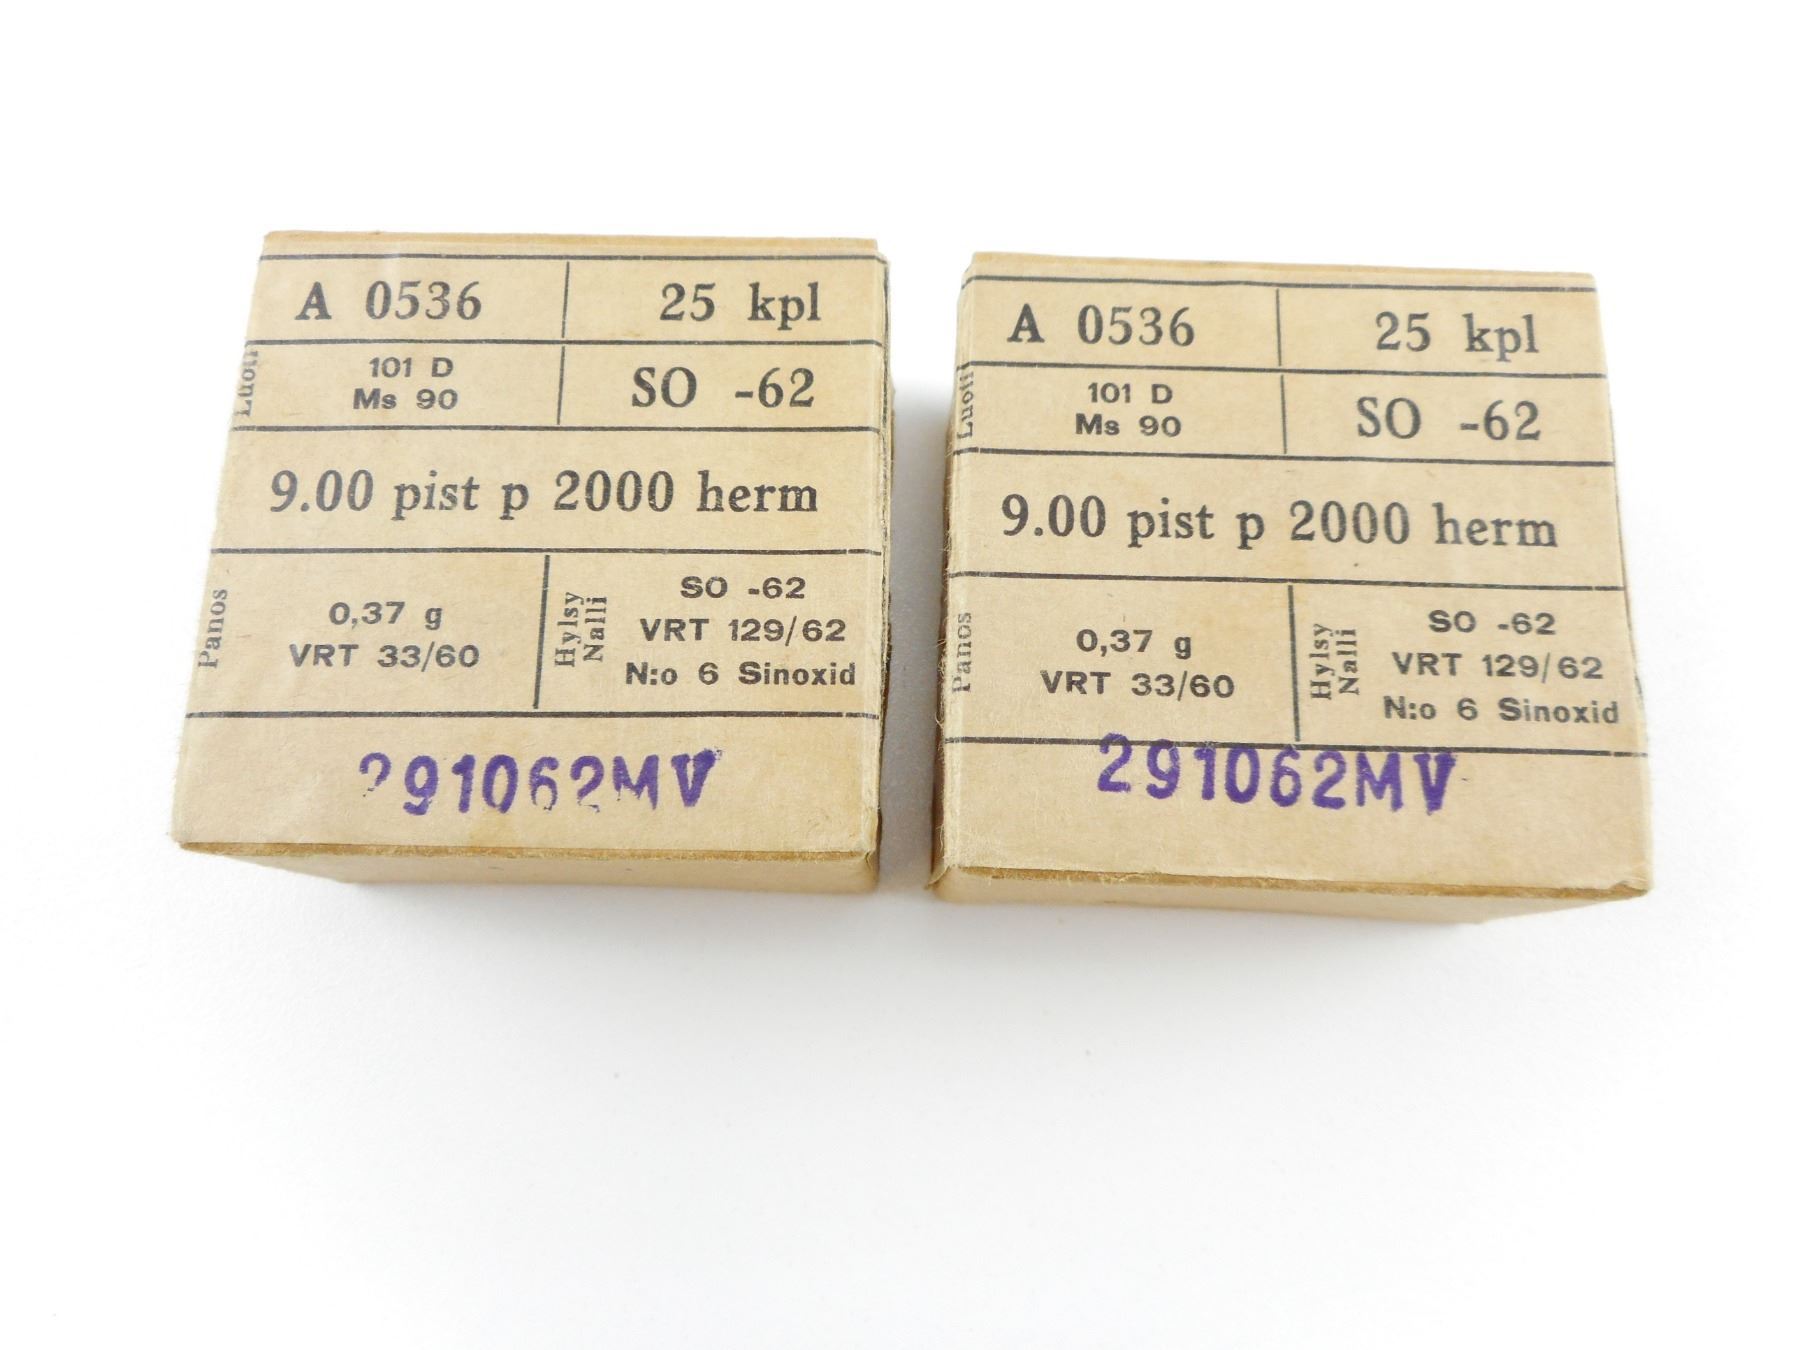 A 0536 25 kpl
Luoti 101 D SO -62
Ms 90
9.00 pist p 2000 herm
Panos 0,37 g Hylsy SO -62
VRT 33/60 Nalli VRT 129/62
N:o 6 Sinoxid
291062MV
A 0536 25 kpl
Luoti 101 D SO -62
Ms 90
9.00 pist p 2000 herm
Panos 0,37 g Hylsy SO -62
VRT 33/60 Nalli VRT 129/62
N:o 6 Sinoxid
291062MV